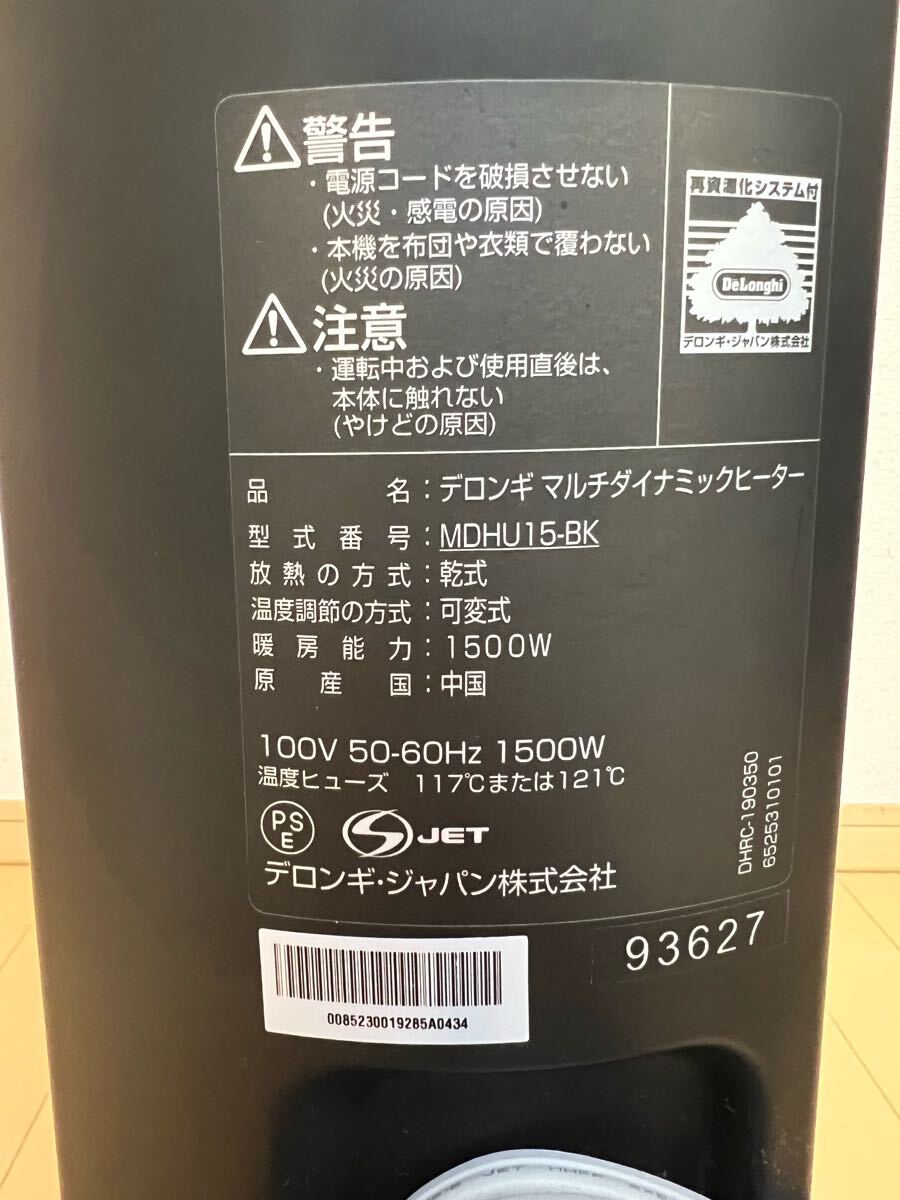 警告
・電源コードを破損させない
(火災・感電の原因)
・本機を布団や衣類で覆わない
(火災の原因)
注意
・運転中および使用直後は、
本体に触れない
(やけどの原因)
再資源化システム付
DeLonghi
デロンギ・ジャパン株式会社
品名：デロンギ マルチダイナミックヒーター
型式番号：MDHU15-BK
放熱の方式：乾式
温度調節の方式：可変式
暖房能力：1500W
原産国：中国
100V 50-60Hz 1500W
温度ヒューズ 117℃または121℃
PS
E
S JET
デロンギ・ジャパン株式会社
DHRC-190350
6525310101
93627
0085230019285A0434
JET